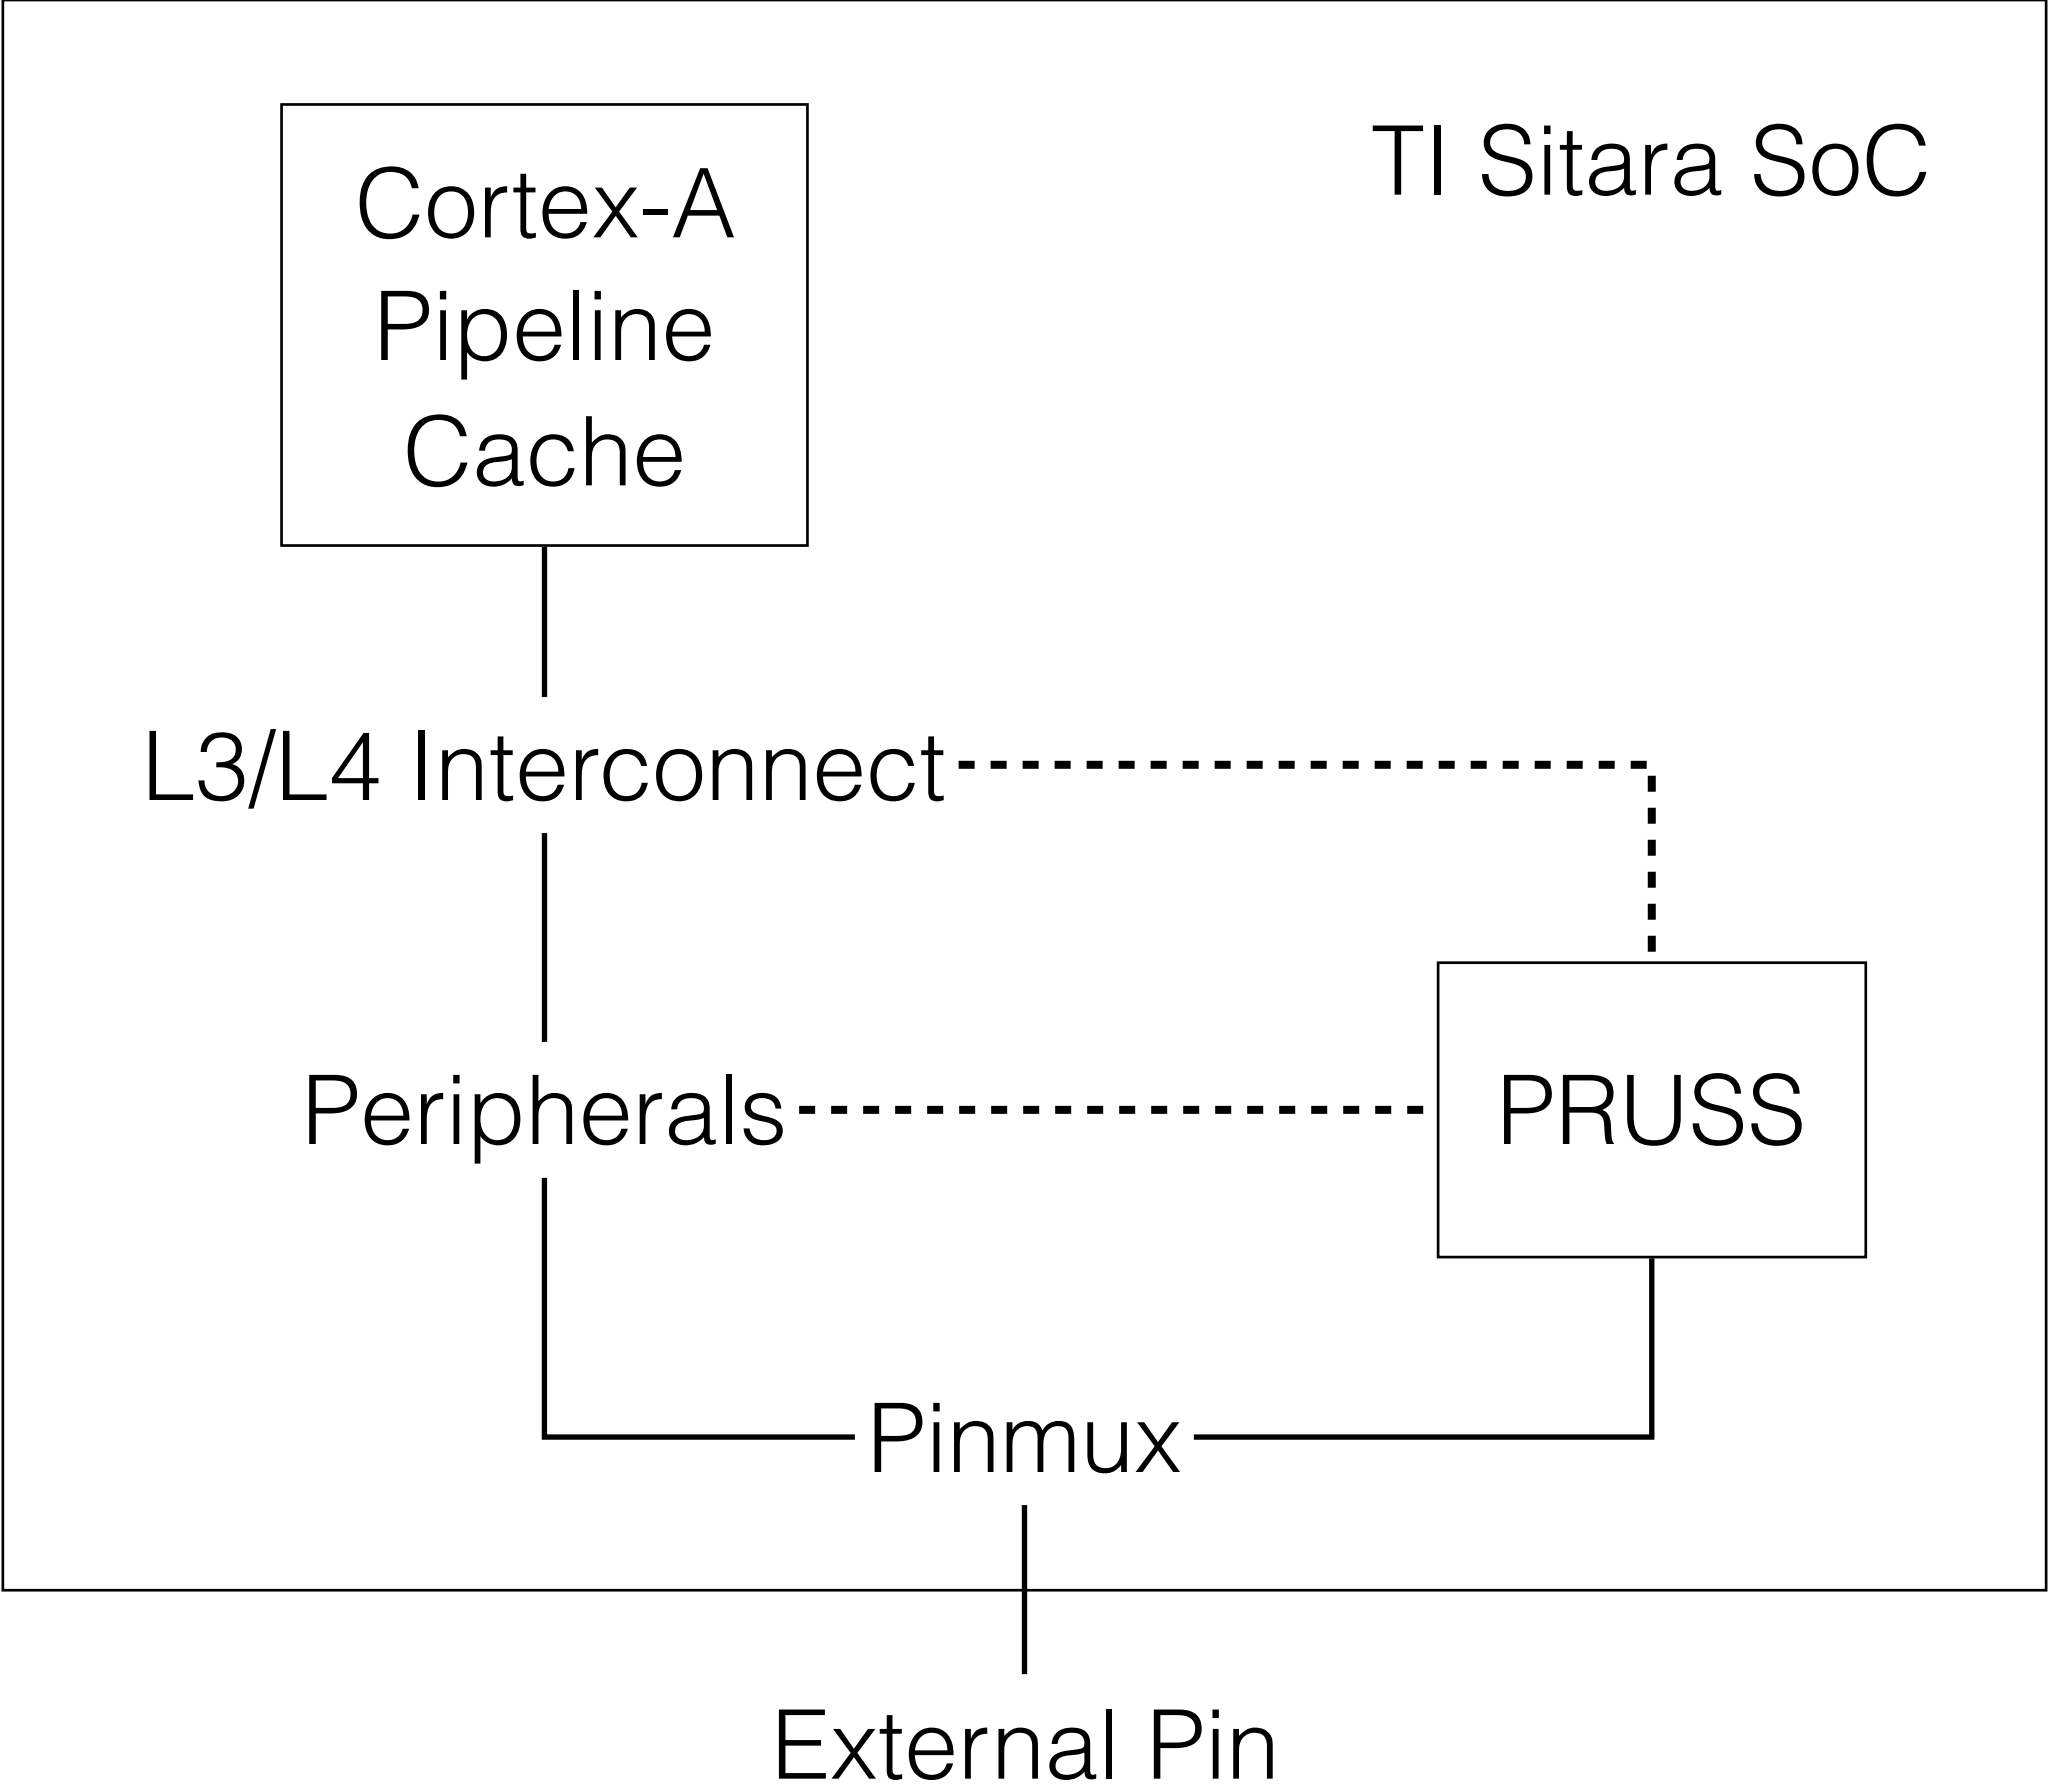 TI Sitara SoC
Cortex-A
Pipeline
Cache
L3/L4 Interconnect
Peripherals
PRUSS
Pinmux
External Pin